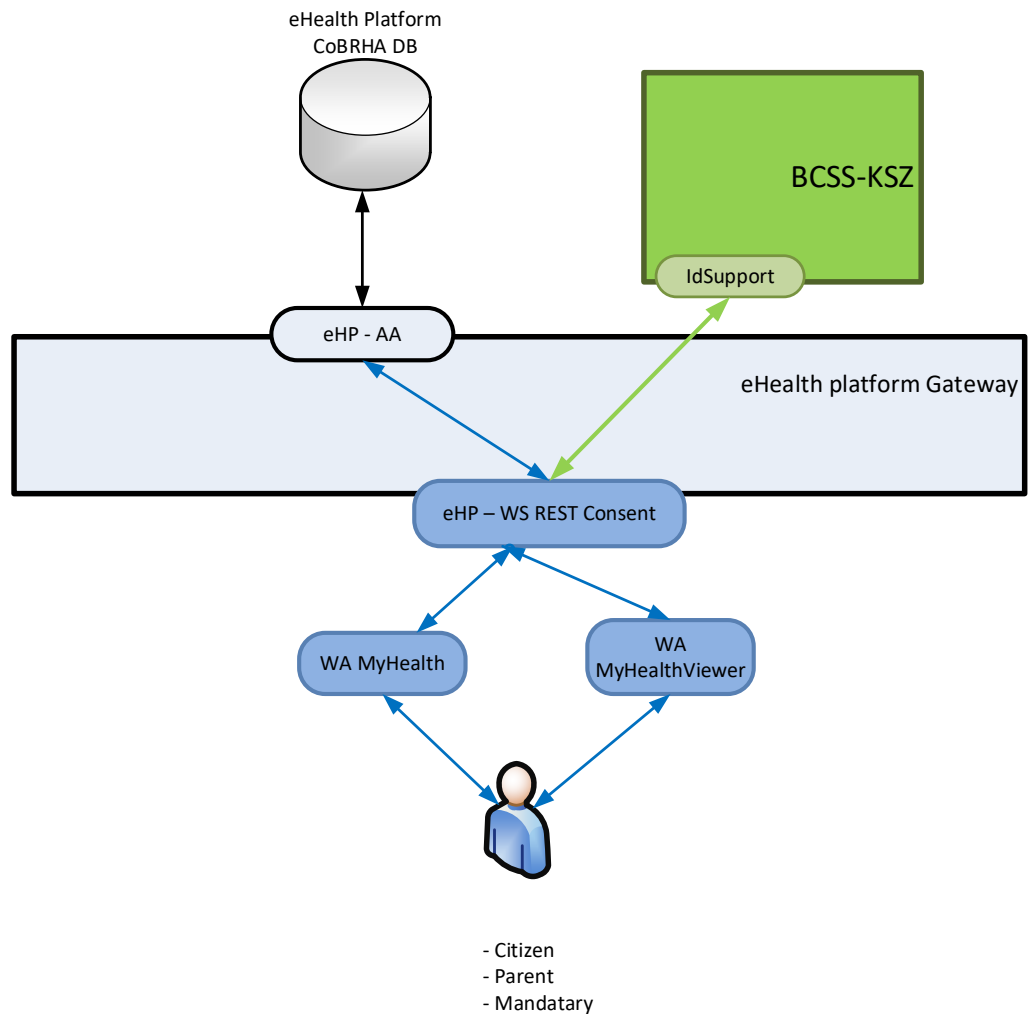 eHealth Platform
CoBRHA DB
BCSS-KSZ
IdSupport
eHP - AA
eHealth platform Gateway
eHP – WS REST Consent
WA MyHealth
WA
MyHealthViewer
- Citizen
- Parent
- Mandatary